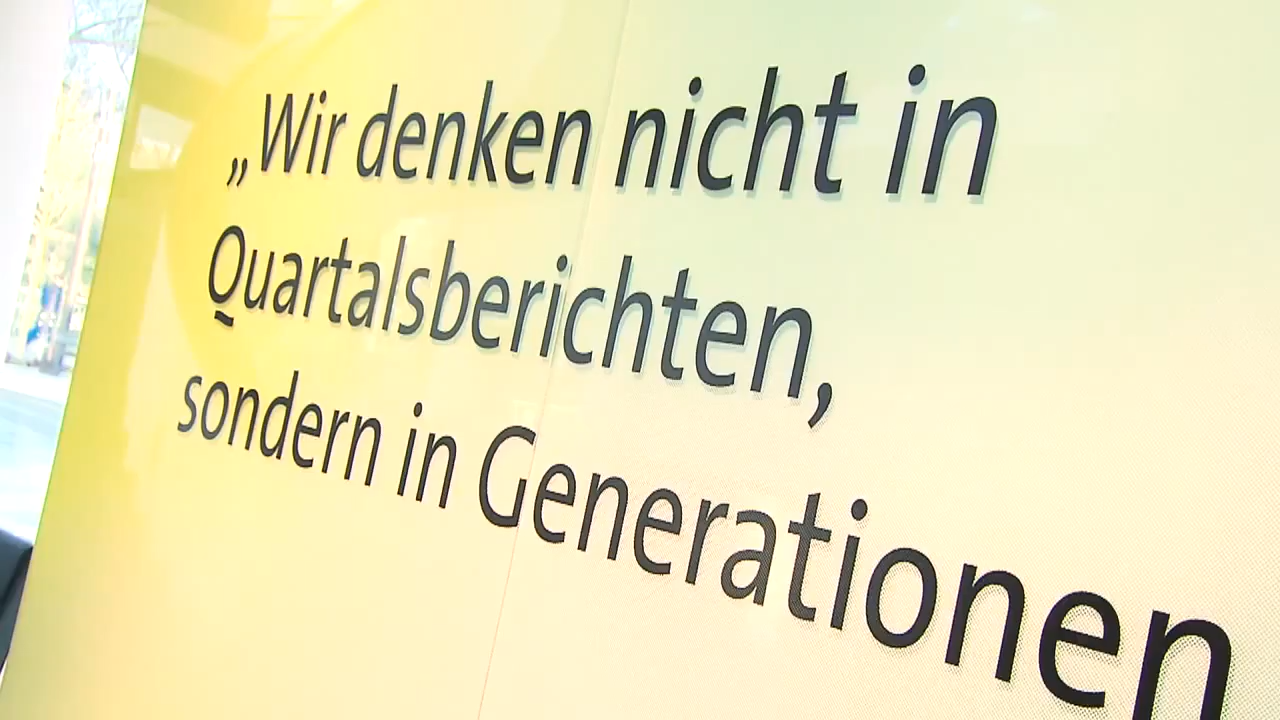 „Wir denken nicht in
Quartalsberichten,
sondern in Generationen